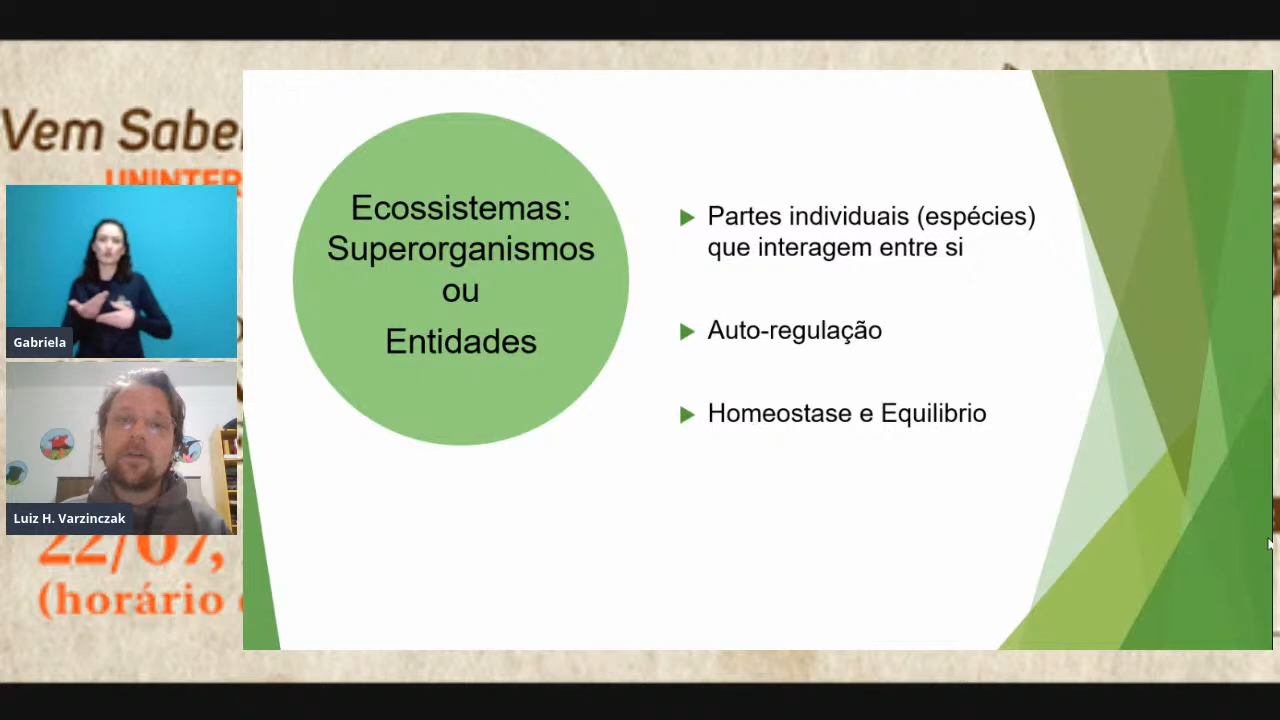 Vem Sabe
UNINTER
Gabriela
Luiz H. Varzinczak
22/07,
(horário
Ecossistemas:
Superorganismos
ou
Entidades
Partes individuais (espécies)
que interagem entre si
Auto-regulação
Homeostase e Equilibrio